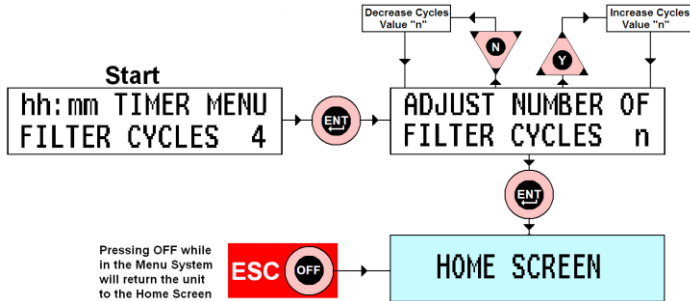 Decrease Cycles
Value "n"
Increase Cycles
Value "n"
N
Y
Start
hh:mm TIMER MENU
FILTER CYCLES 4
ENT
ADJUST NUMBER OF
FILTER CYCLES n
ENT
Pressing OFF while
in the Menu System
will return the unit
to the Home Screen
ESC
OFF
HOME SCREEN